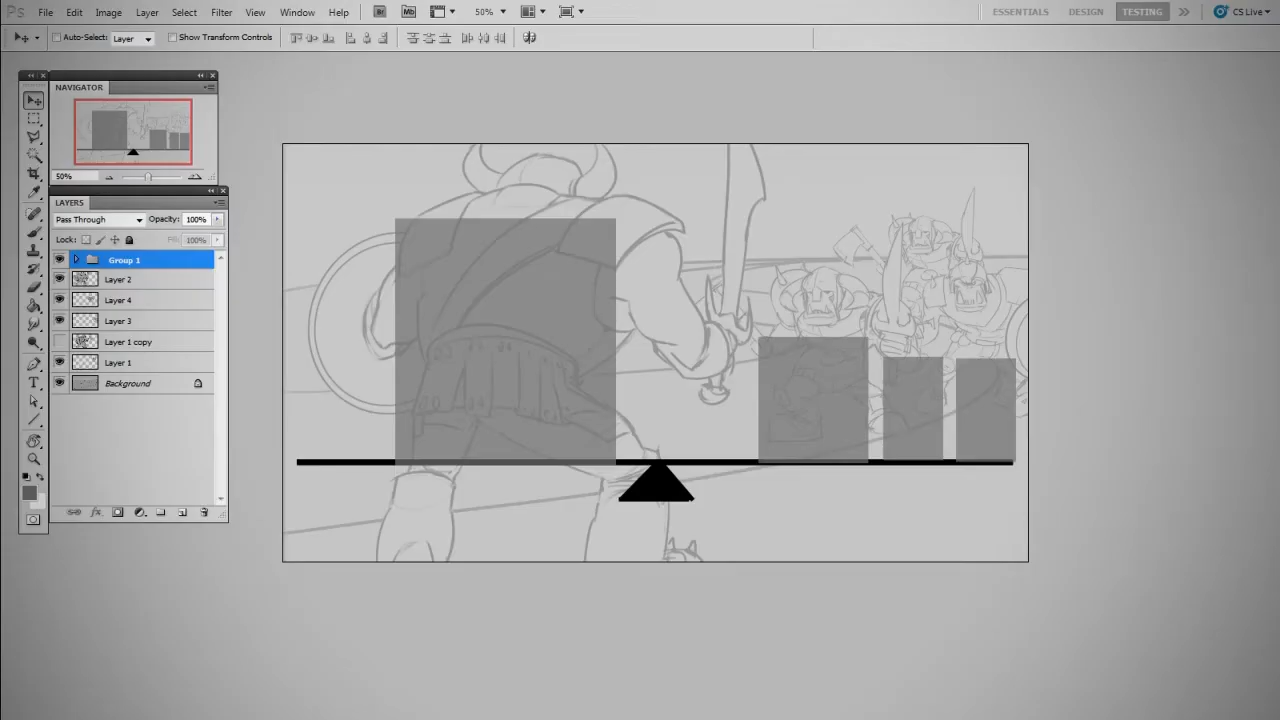 Ps File Edit Image Layer Select Filter View Window Help Br Mb 50% ESSENTIALS DESIGN TESTING CS Live
Auto-Select: Layer Show Transform Controls
NAVIGATOR
50%
LAYERS
Pass Through Opacity: 100%
Lock: Fill: 100%
Group 1
Layer 2
Layer 4
Layer 3
Layer 1 copy
Layer 1
Background
T
fx